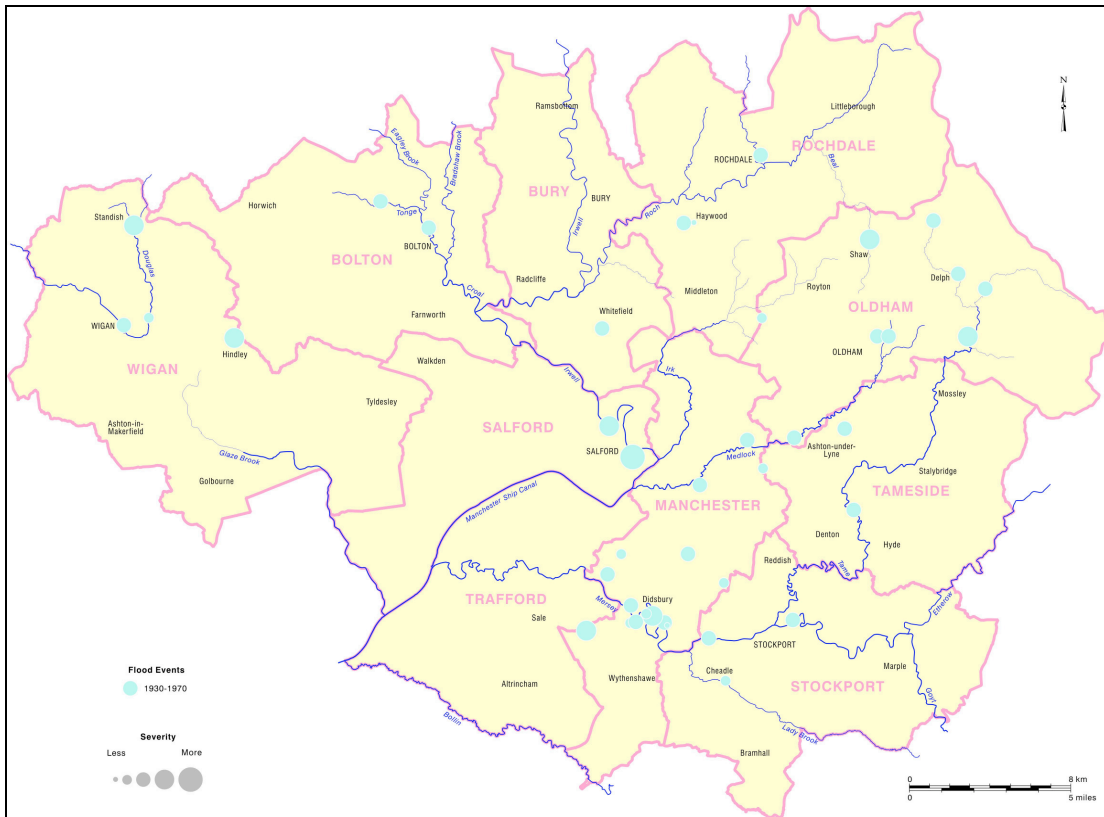 N
Ramsbottom
Littleborough
ROCHDALE
ROCHDALE
Beal
Eagley Brook
Bradshaw Brook
BURY
BURY
Irwell
Roch
Haywood
Horwich
Tonge
BOLTON
BOLTON
Standish
Douglas
Croal
Radcliffe
Middleton
Shaw
Royton
Delph
OLDHAM
OLDHAM
Farnworth
Whitefield
WIGAN
WIGAN
Hindley
Walkden
Irwell
Irk
Mossley
Tyldesley
Ashton-in-
Makerfield
SALFORD
SALFORD
Glaze Brook
Golbourne
Medlock
Ashton-under-
Lyne
Stalybridge
TAMESIDE
Manchester Ship Canal
MANCHESTER
Denton
Hyde
Reddish
Tame
Etherow
TRAFFORD
Mersey
Didsbury
Sale
STOCKPORT
Cheadle
Marple
STOCKPORT
Goyt
Altrincham
Wythenshawe
Bollin
Lady Brook
Bramhall
Flood Events
1930-1970
Severity
Less More
0 8 km
0 5 miles